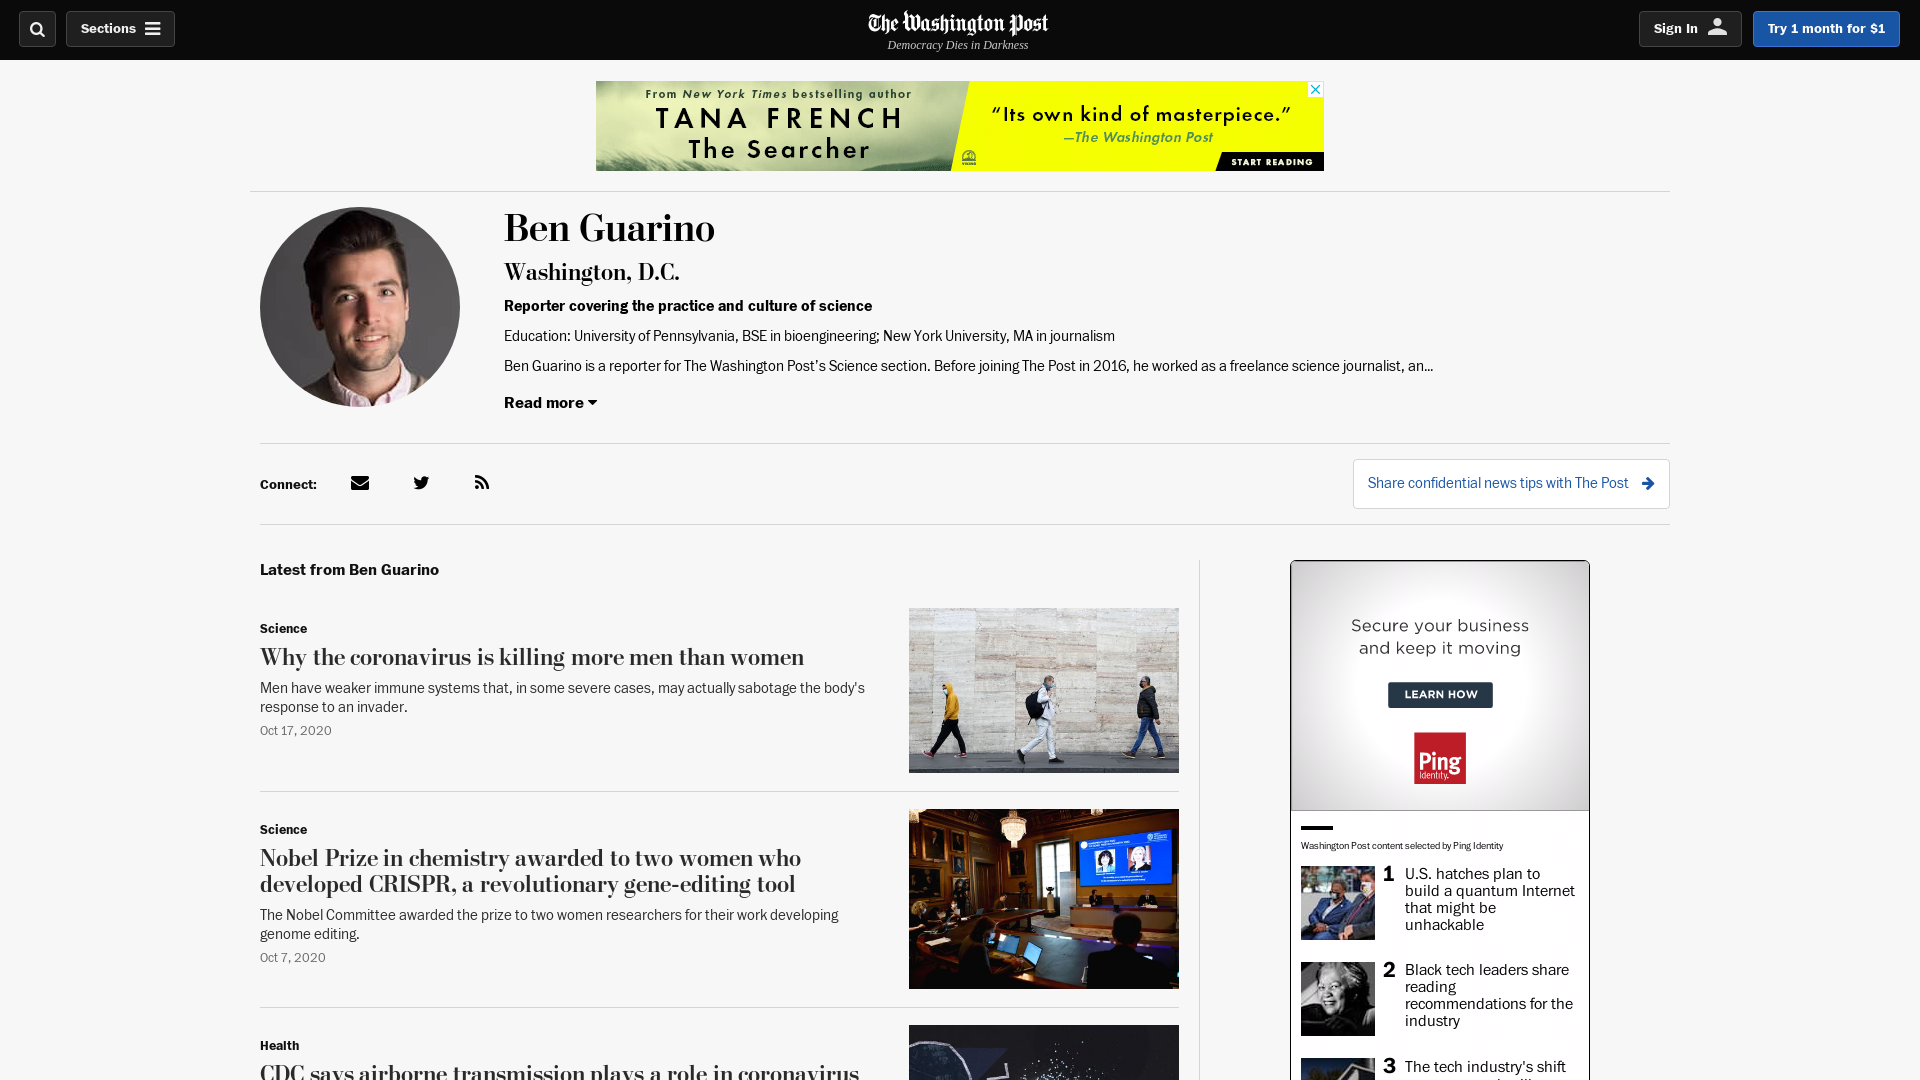 Sections
The Washington Post
Democracy Dies in Darkness
Sign In
Try 1 month for $1
From New York Times bestselling author
TANA FRENCH
The Searcher
“Its own kind of masterpiece.”
—The Washington Post
START READING
Ben Guarino
Washington, D.C.
Reporter covering the practice and culture of science
Education: University of Pennsylvania, BSE in bioengineering; New York University, MA in journalism
Ben Guarino is a reporter for The Washington Post’s Science section. Before joining The Post in 2016, he worked as a freelance science journalist, an...
Read more
Connect:
Share confidential news tips with The Post
Latest from Ben Guarino
Science
Why the coronavirus is killing more men than women
Men have weaker immune systems that, in some severe cases, may actually sabotage the body's
response to an invader.
Oct 17, 2020
Science
Nobel Prize in chemistry awarded to two women who
developed CRISPR, a revolutionary gene-editing tool
The Nobel Committee awarded the prize to two women researchers for their work developing
genome editing.
Oct 7, 2020
Health
CDC says airborne transmission plays a role in coronavirus
Secure your business
and keep it moving
LEARN HOW
Ping
Identity.
Washington Post content selected by Ping Identity
1 U.S. hatches plan to
build a quantum Internet
that might be
unhackable
2 Black tech leaders share
reading
recommendations for the
industry
3 The tech industry's shift